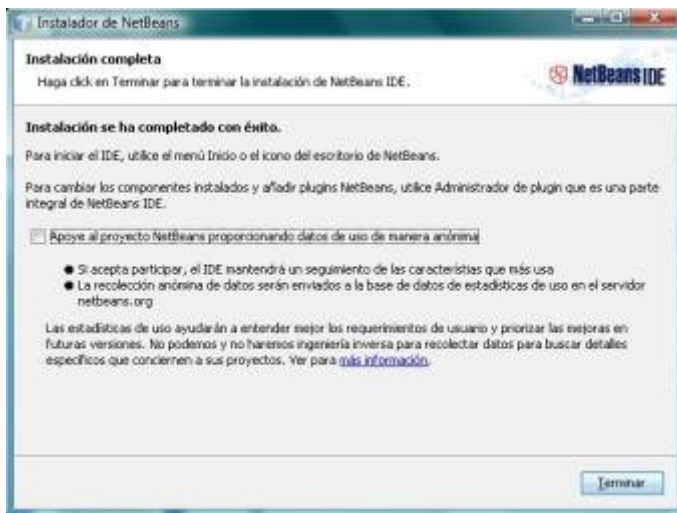 Instalador de NetBeans
Instalación completa
Haga click en Terminar para terminar la instalación de NetBeans IDE.
NetBeans IDE
Instalación se ha completado con éxito.
Para iniciar el IDE, utilice el menú Inicio o el icono del escritorio de NetBeans.
Para cambiar los componentes instalados y añadir plugins NetBeans, utilice Administrador de plugin que es una parte
integral de NetBeans IDE.
Apoye al proyecto NetBeans proporcionando datos de uso de manera anónima
● Si acepta participar, el IDE mantendrá un seguimiento de las característias que más usa
● La recolección anónima de datos serán enviados a la base de datos de estadísticas de uso en el servidor
netbeans.org
Las estadísticas de uso ayudarán a entender mejor los requerimientos de usuario y priorizar las mejoras en
futuras versiones. No podemos y no haremos ingeniería inversa para recolectar datos para buscar detalles
específicos que conciernen a sus proyectos. Ver para más información.
Terminar